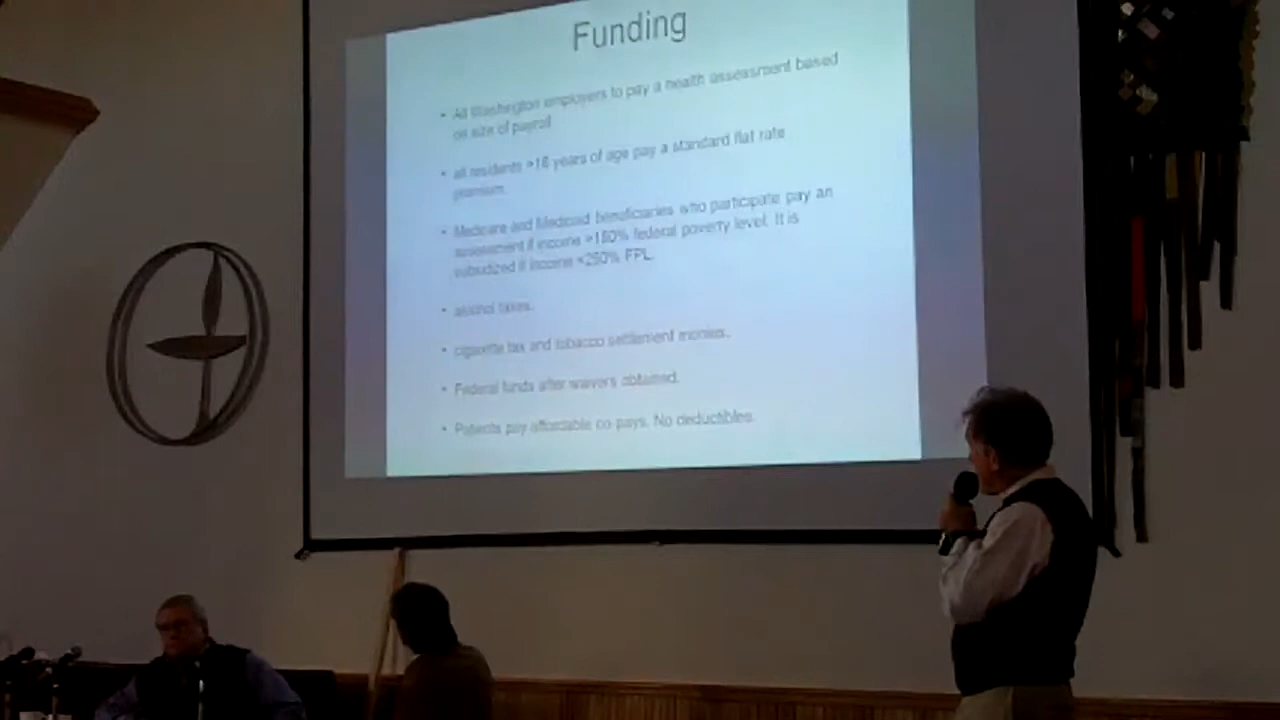 Funding
• All Washington employers to pay a health assessment based
on size of payroll
• all residents >18 years of age pay a standard flat rate
premium.
• Medicare and Medicaid beneficiaries who participate pay an
assessment if income federal poverty level. It is
subsidized if income <250% FPL.
• alcohol taxes.
• cigarette tax and tobacco settlement monies.
• Federal funds after waivers obtained.
• Patients pay affordable co-pays. No deductibles.